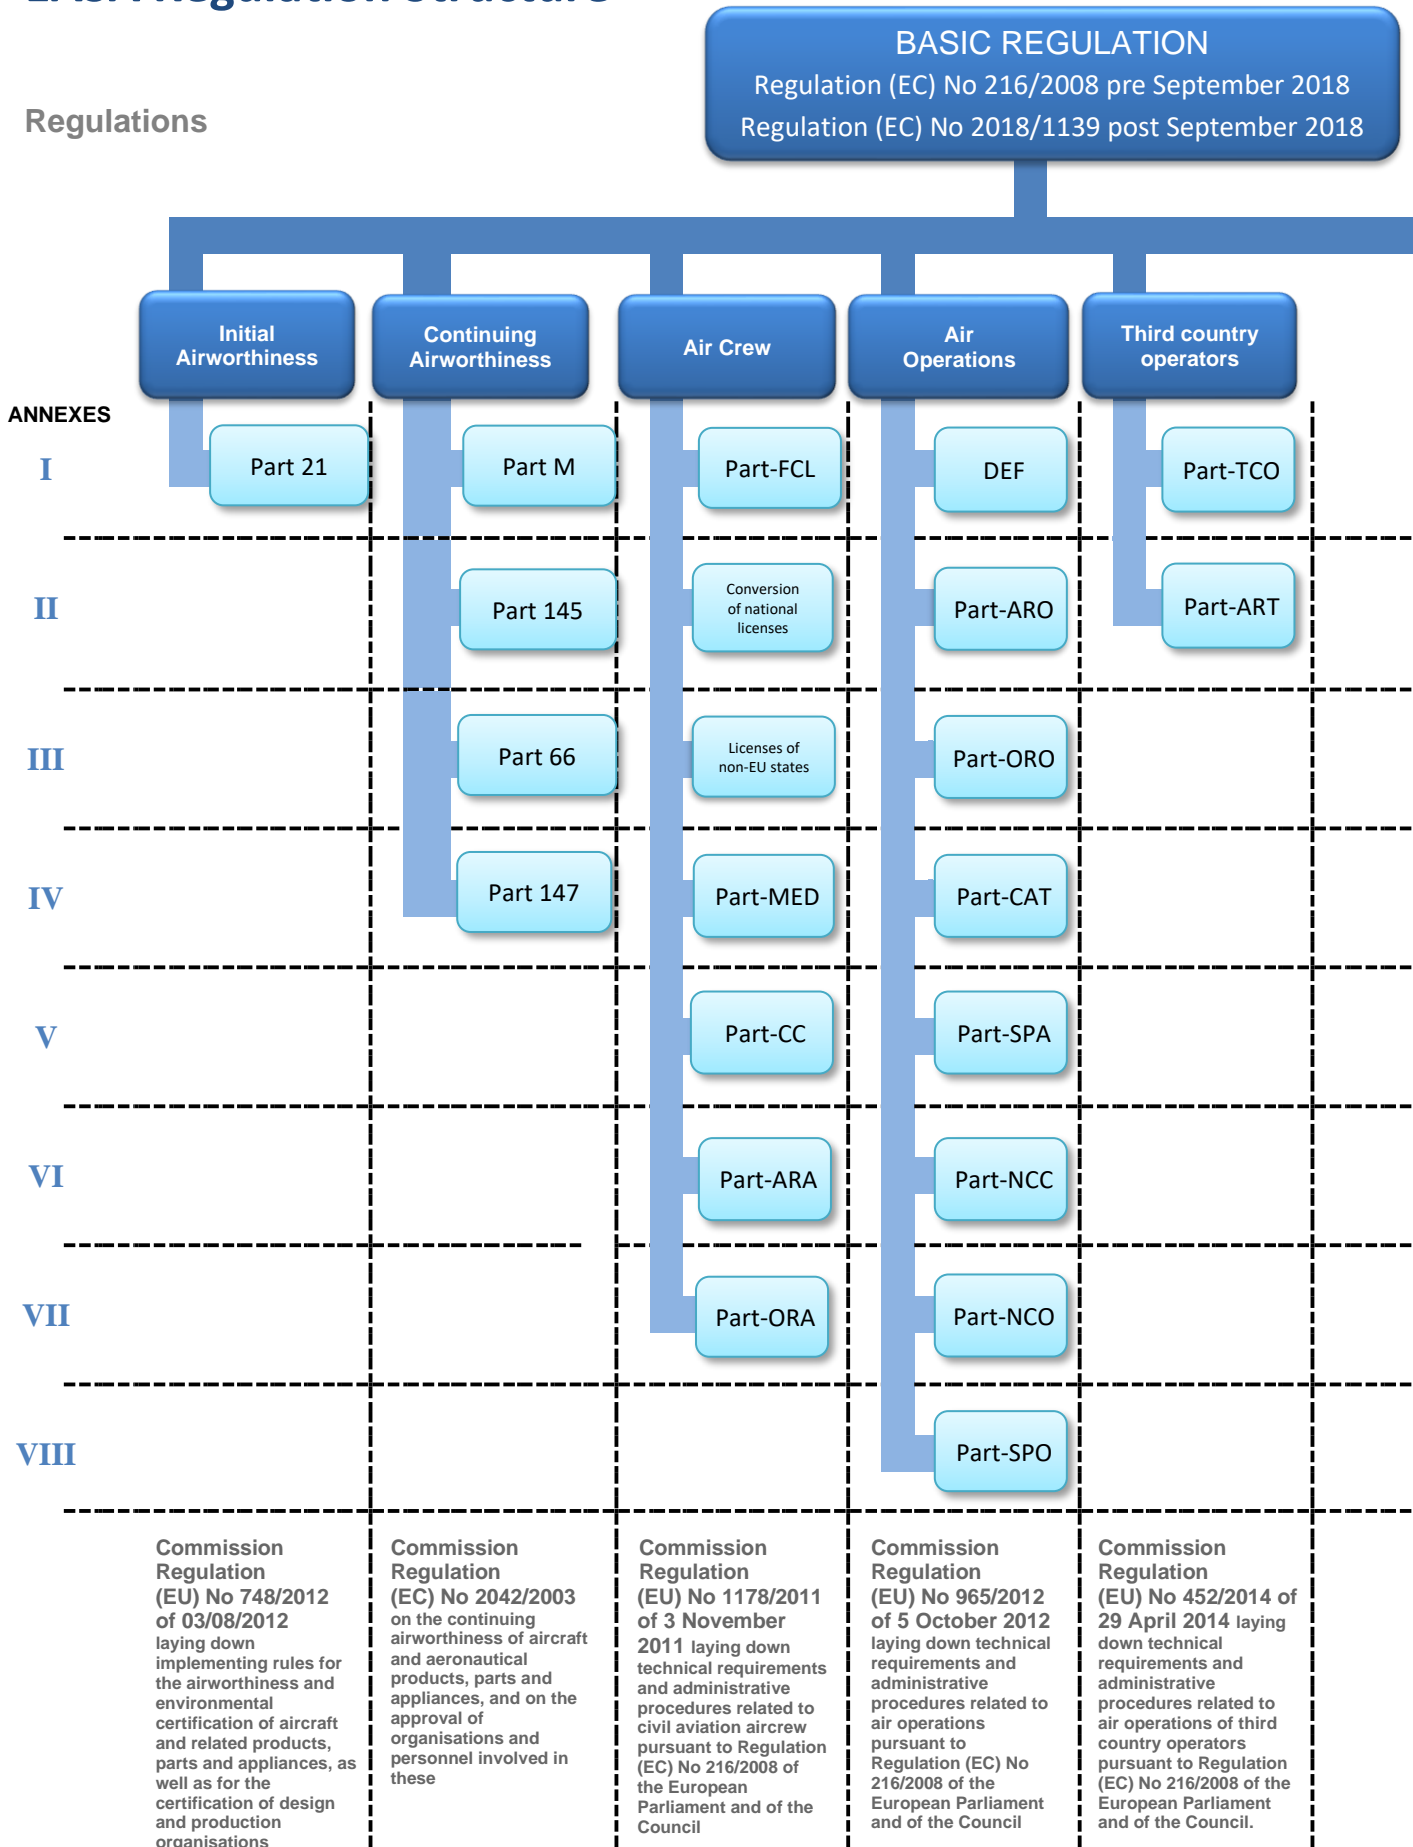 EASA Regulation Structure
BASIC REGULATION
Regulation (EC) No 216/2008 pre September 2018
Regulation (EC) No 2018/1139 post September 2018
Regulations
Initial
Airworthiness
Continuing
Airworthiness
Air Crew
Air
Operations
Third country
operators
ANNEXES
I
Part 21
Part M
Part-FCL
DEF
Part-TCO
II
Part 145
Conversion
of national
licenses
Part-ARO
Part-ART
III
Part 66
Licenses of
non-EU states
Part-ORO
IV
Part 147
Part-MED
Part-CAT
V
Part-CC
Part-SPA
VI
Part-ARA
Part-NCC
VII
Part-ORA
Part-NCO
VIII
Part-SPO
Commission
Regulation
(EU) No 748/2012
of 03/08/2012
laying down
implementing rules for
the airworthiness and
environmental
certification of aircraft
and related products,
parts and appliances, as
well as for the
certification of design
and production
organisations
Commission
Regulation
(EC) No 2042/2003
on the continuing
airworthiness of aircraft
and aeronautical
products, parts and
appliances, and on the
approval of
organisations and
personnel involved in
these
Commission
Regulation
(EU) No 1178/2011
of 3 November
2011 laying down
technical requirements
and administrative
procedures related to
civil aviation aircrew
pursuant to Regulation
(EC) No 216/2008 of
the European
Parliament and of the
Council
Commission
Regulation
(EU) No 965/2012
of 5 October 2012
laying down technical
requirements and
administrative
procedures related to
air operations
pursuant to
Regulation (EC) No
216/2008 of the
European Parliament
and of the Council
Commission
Regulation
(EU) No 452/2014 of
29 April 2014 laying
down technical
requirements and
administrative
procedures related to
air operations of third
country operators
pursuant to Regulation
(EC) No 216/2008 of the
European Parliament
and of the Council.